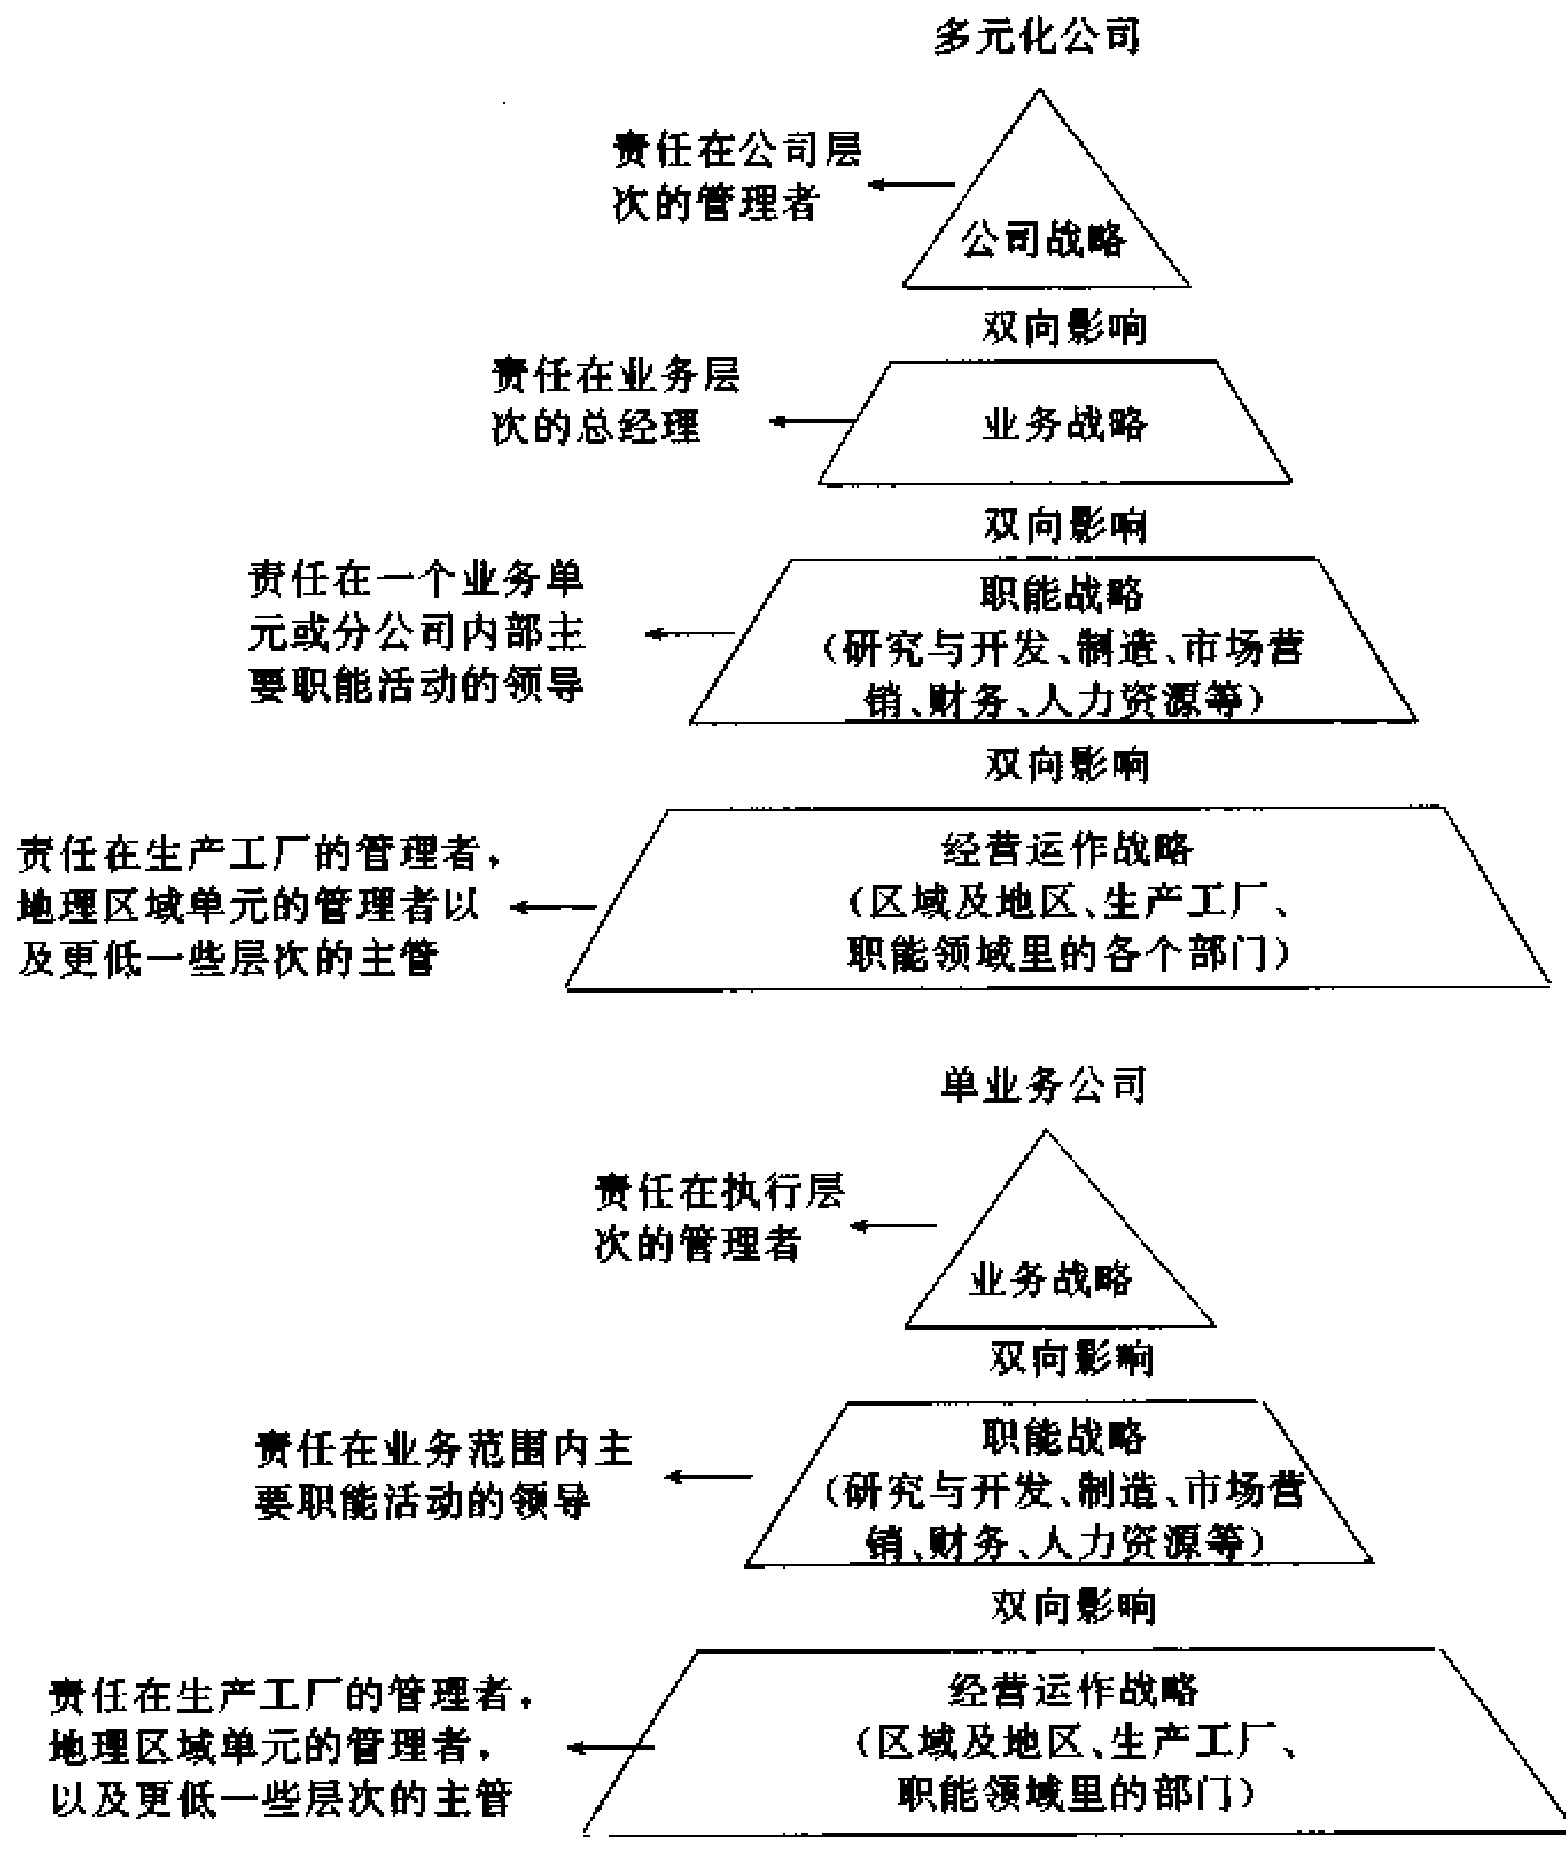 多元化公司
责任在公司层
次的管理者
公司战略
双向影响
责任在业务层
次的总经理
业务战略
双向影响
责任在一个业务单
元或分公司内部主
要职能活动的领导
职能战略
（研究与开发、制造、市场营
销、财务、人力资源等）
双向影响
责任在生产工厂的管理者，
地理区域单元的管理者以
及更低一些层次的主管
经营运作战略
（区域及地区、生产工厂、
职能领域里的各个部门）
单业务公司
责任在执行层
次的管理者
业务战略
双向影响
责任在业务范围内主
要职能活动的领导
职能战略
（研究与开发、制造、市场营
销、财务、人力资源等）
双向影响
责任在生产工厂的管理者，
地理区域单元的管理者，
以及更低一些层次的主管
经营运作战略
（区域及地区、生产工厂、
职能领域里的部门）